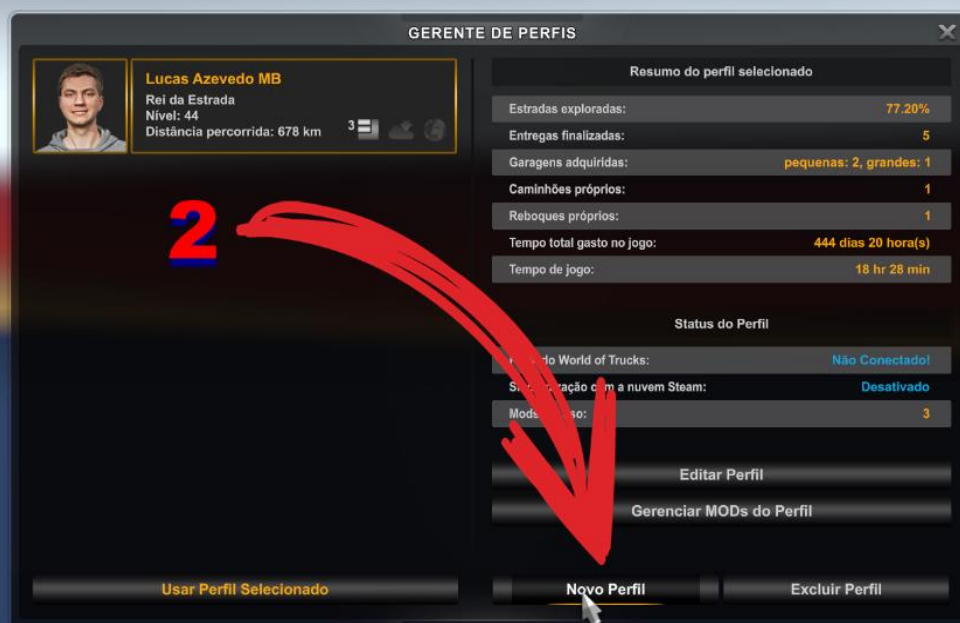 GERENTE DE PERFIS
Lucas Azevedo MB
Rei da Estrada
Nível: 44
Distância percorrida: 678 km
3
2
Usar Perfil Selecionado
Resumo do perfil selecionado
Estradas exploradas: 77.20%
Entregas finalizadas: 5
Garagens adquiridas: pequenas: 2, grandes: 1
Caminhões próprios: 1
Reboques próprios: 1
Tempo total gasto no jogo: 444 dias 20 hora(s)
Tempo de jogo: 18 hr 28 min
Status do Perfil
do World of Trucks: Não Conectado!
a nuvem Steam: Desativado
Mods 3
Editar Perfil
Gerenciar MODs do Perfil
Novo Perfil
Excluir Perfil